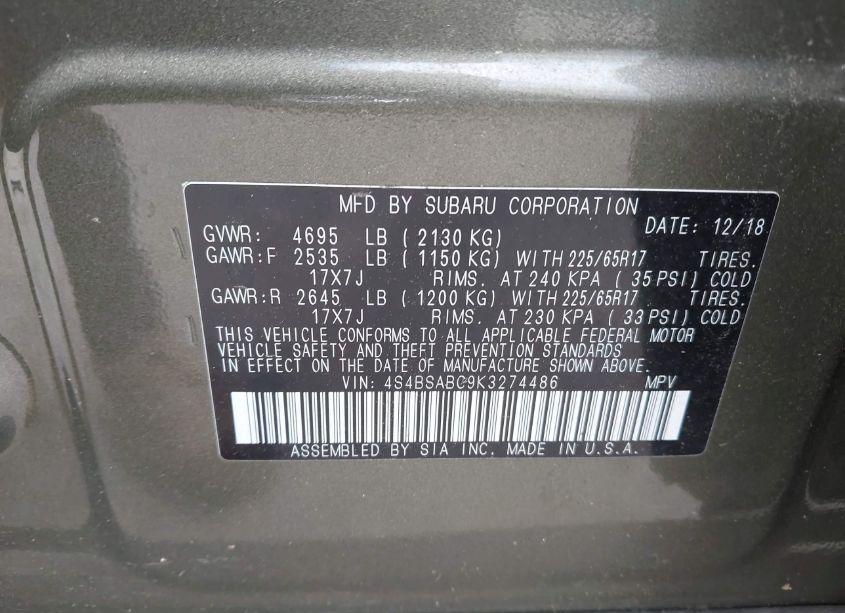 MFD BY SUBARU CORPORATION
DATE: 12/18
GVWR: 4695 LB ( 2130 KG)
GAWR:F 2535 LB ( 1150 KG) WITH 225/65R17 TIRES.
17X7J RIMS. AT 240 KPA ( 35 PSI) COLD
GAWR:R 2645 LB ( 1200 KG) WITH 225/65R17 TIRES.
17X7J RIMS. AT 230 KPA ( 33 PSI) COLD
THIS VEHICLE CONFORMS TO ALL APPLICABLE FEDERAL MOTOR
VEHICLE SAFETY AND THEFT PREVENTION STANDARDS
IN EFFECT ON THE DATE OF MANUFACTURE SHOWN ABOVE.
VIN: 4S4BSABC9K3274486 MPV
ASSEMBLED BY SIA INC. MADE IN U.S.A.